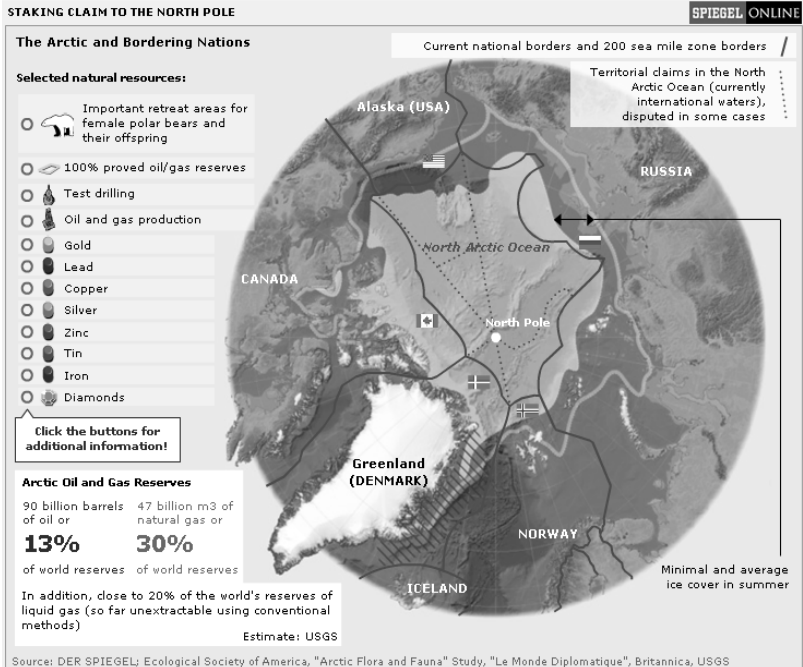 STAKING CLAIM TO THE NORTH POLE
SPIEGEL ONLINE
The Arctic and Bordering Nations
Current national borders and 200 sea mile zone borders
Territorial claims in the North
Arctic Ocean (currently
international waters),
disputed in some cases
Selected natural resources:
Important retreat areas for
female polar bears and
their offspring
100% proved oil/gas reserves
Test drilling
Oil and gas production
Gold
Lead
Copper
Silver
Zinc
Tin
Iron
Diamonds
Click the buttons for
additional information!
Alaska (USA)
RUSSIA
North Arctic Ocean
CANADA
North Pole
Greenland
(DENMARK)
NORWAY
ICELAND
Minimal and average
ice cover in summer
Arctic Oil and Gas Reserves
90 billion barrels
of oil or
13%
of world reserves
47 billion m3 of
natural gas or
30%
of world reserves
In addition, close to 20% of the world's reserves of
liquid gas (so far unextractable using conventional
methods)
Estimate: USGS
Source: DER SPIEGEL; Ecological Society of America, "Arctic Flora and Fauna" Study, "Le Monde Diplomatique", Britannica, USGS